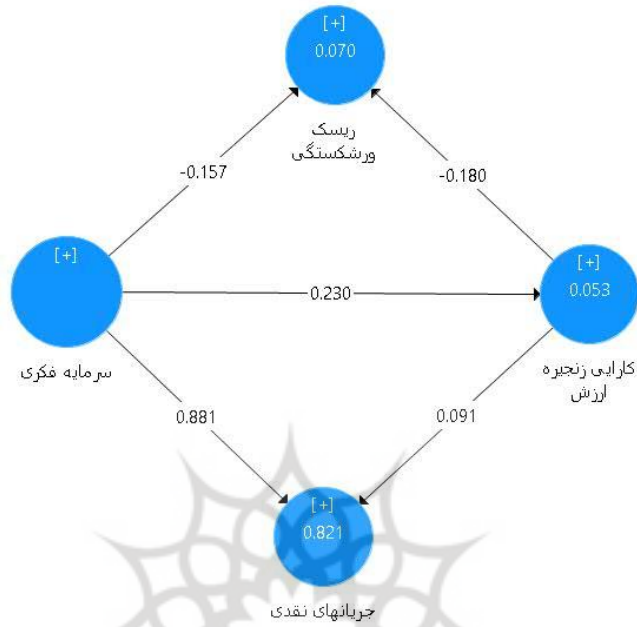 [+]
0.070
ریسک
ورشکستگی
-0.157
-0.180
[+]
[+]
0.053
0.230
سرمایه فکری
کارایی زنجیره
ارزش
0.881
0.091
[+]
0.821
جریانهای نقدی